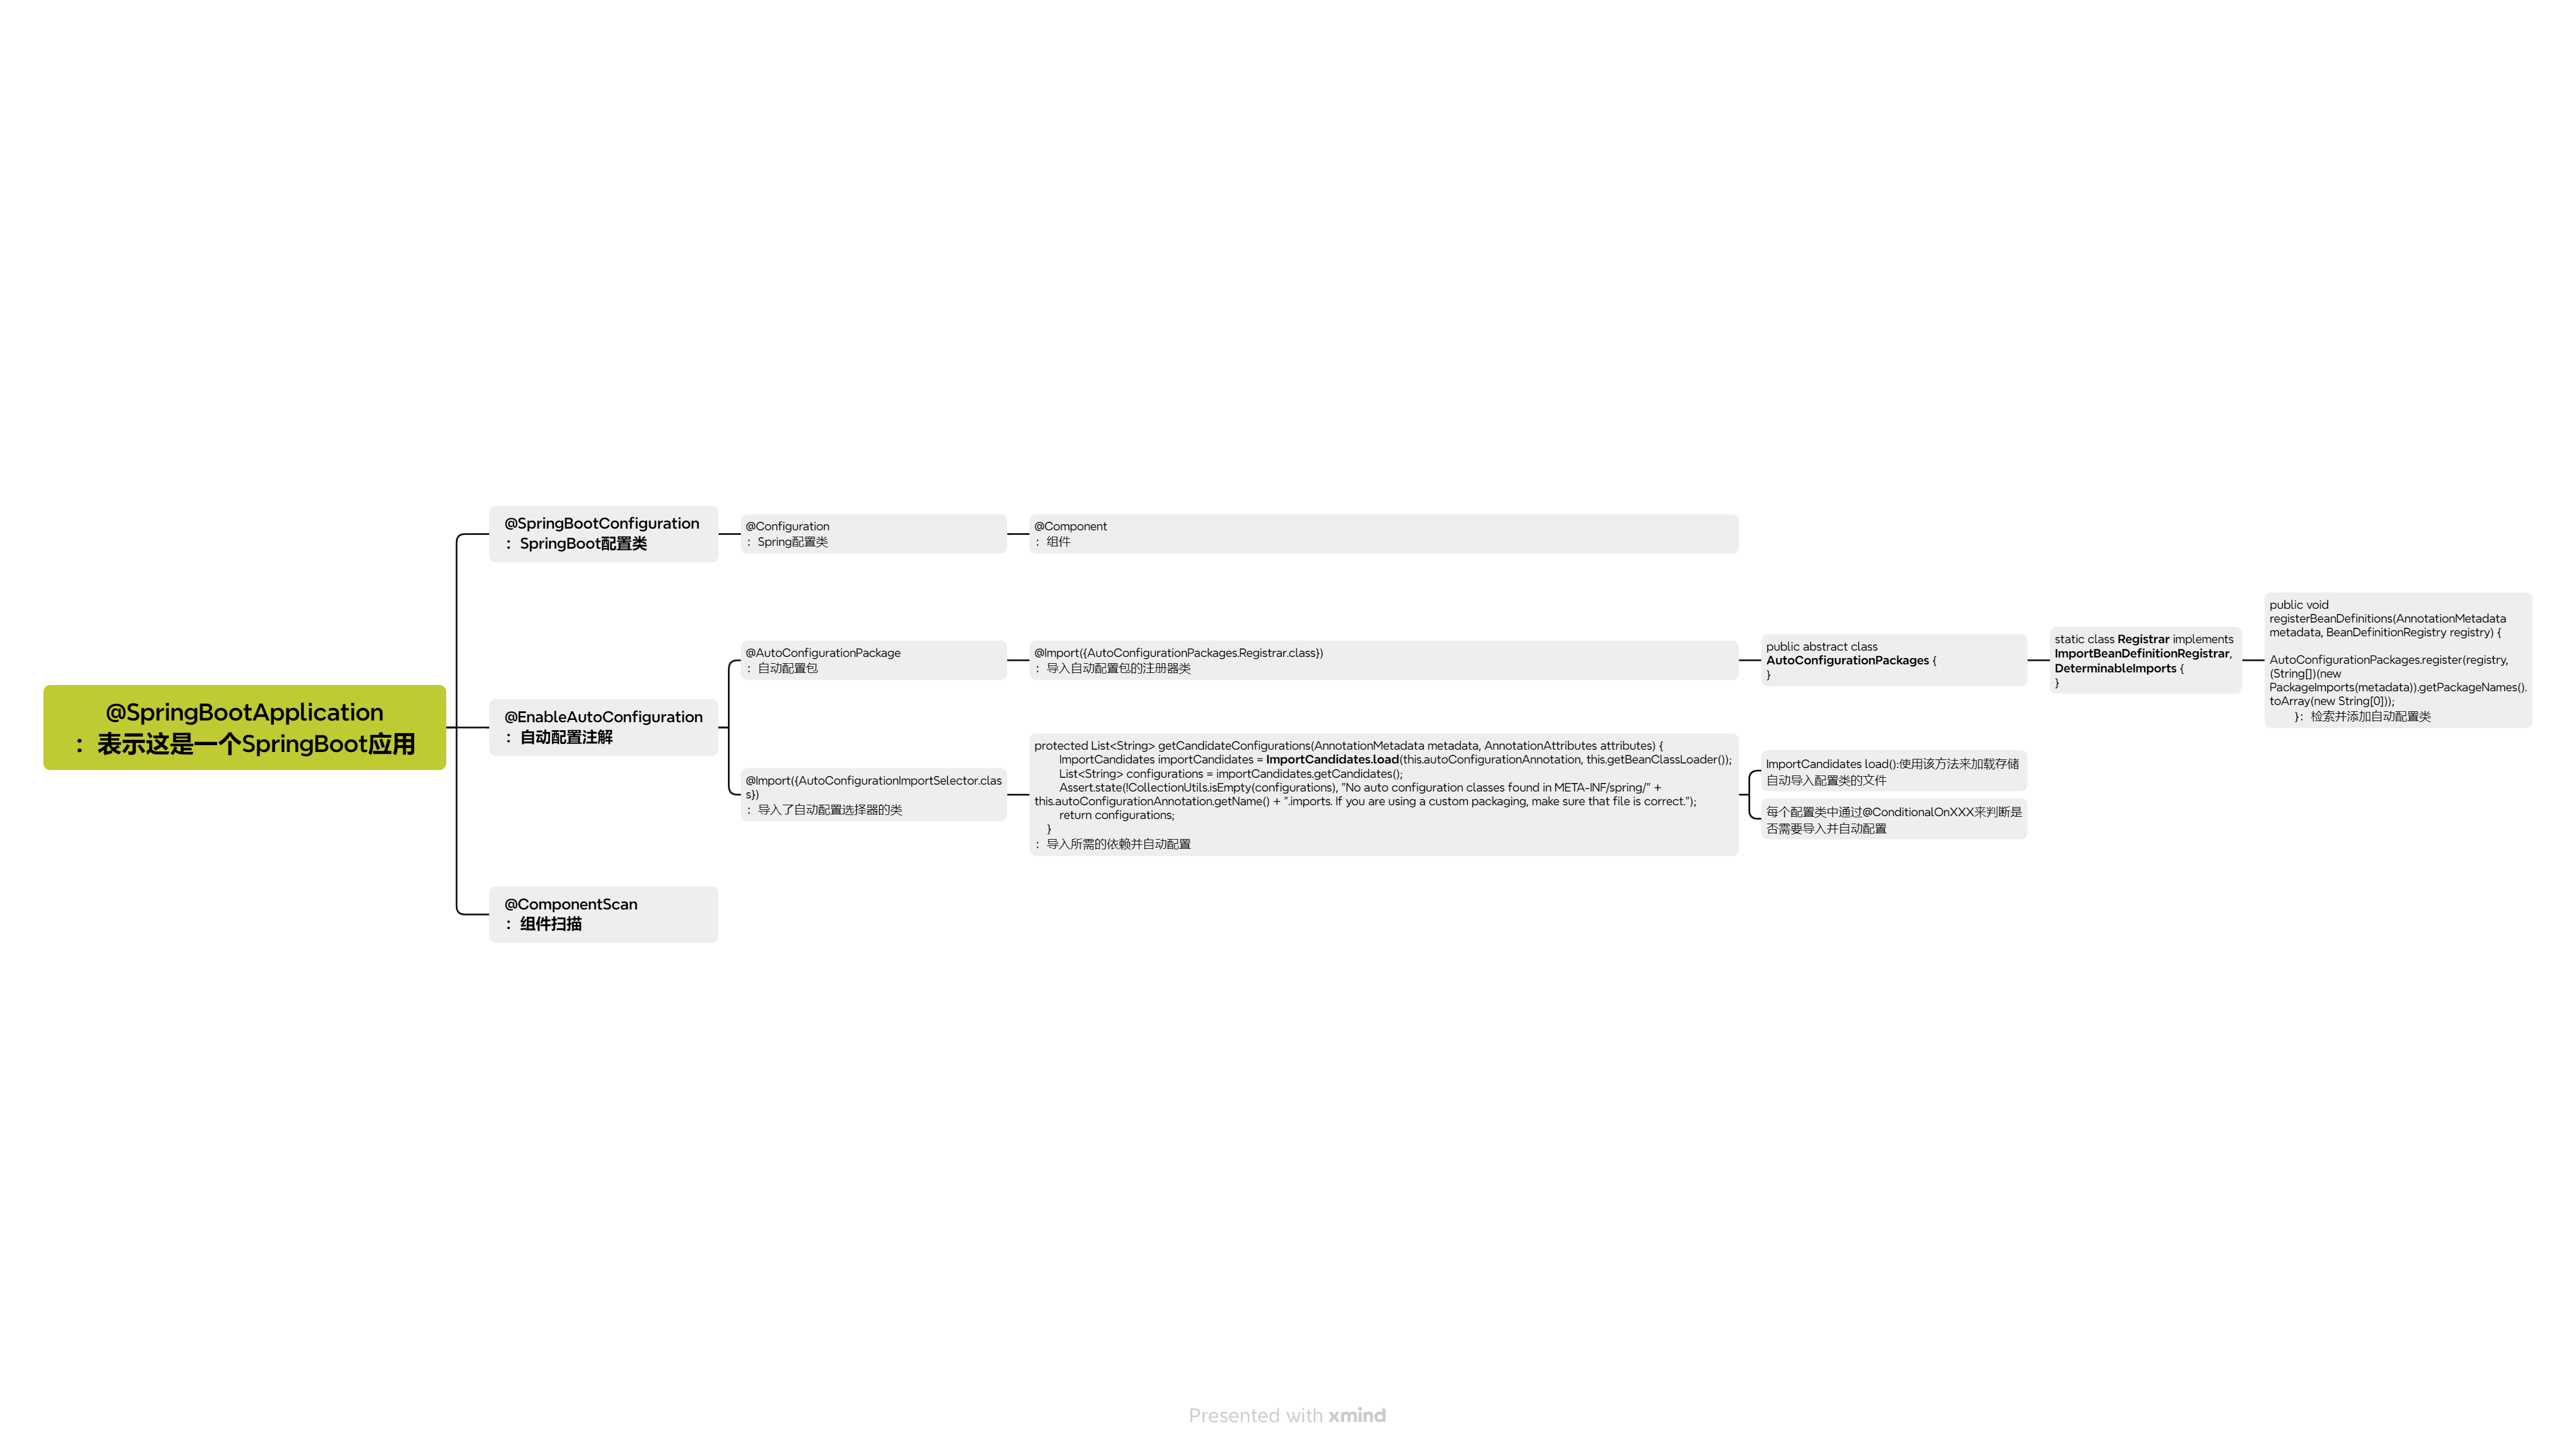 @SpringBootApplication
：表示这是一个SpringBoot应用
@SpringBootConfiguration
：SpringBoot配置类
@Configuration
：Spring配置类
@Component
：组件
@EnableAutoConfiguration
：自动配置注解
@AutoConfigurationPackage
：自动配置包
@Import({AutoConfigurationPackages.Registrar.class})
：导入自动配置包的注册器类
public abstract class
AutoConfigurationPackages {
}
static class Registrar implements
ImportBeanDefinitionRegistrar,
DeterminableImports {
}
public void
registerBeanDefinitions(AnnotationMetadata
metadata, BeanDefinitionRegistry registry) {
AutoConfigurationPackages.register(registry,
(String[])(new
PackageImports(metadata)).getPackageNames().
toArray(new String[0]));
}：检索并添加自动配置类
@Import({AutoConfigurationImportSelector.clas
s})
：导入了自动配置选择器的类
protected List<String> getCandidateConfigurations(AnnotationMetadata metadata, AnnotationAttributes attributes) {
ImportCandidates importCandidates = ImportCandidates.load(this.autoConfigurationAnnotation, this.getBeanClassLoader());
List<String> configurations = importCandidates.getCandidates();
Assert.state(!CollectionUtils.isEmpty(configurations), "No auto configuration classes found in META-INF/spring/" +
this.autoConfigurationAnnotation.getName() + ".imports. If you are using a custom packaging, make sure that file is correct.");
return configurations;
}
：导入所需的依赖并自动配置
ImportCandidates load():使用该方法来加载存储
自动导入配置类的文件
每个配置类中通过@ConditionalOnXXX来判断是
否需要导入并自动配置
@ComponentScan
：组件扫描
Presented with xmind